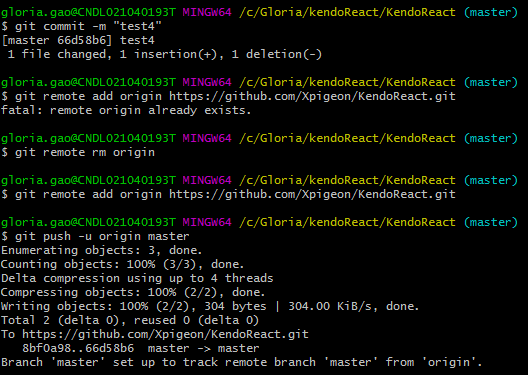 gloria.gao@CNDL021040193T MINGW64 /c/Gloria/kendoReact/KendoReact (master)
$ git commit -m "test4"
[master 66d58b6] test4
 1 file changed, 1 insertion(+), 1 deletion(-)
gloria.gao@CNDL021040193T MINGW64 /c/Gloria/kendoReact/KendoReact (master)
$ git remote add origin https://github.com/Xpigeon/KendoReact.git
fatal: remote origin already exists.
gloria.gao@CNDL021040193T MINGW64 /c/Gloria/kendoReact/KendoReact (master)
$ git remote rm origin
gloria.gao@CNDL021040193T MINGW64 /c/Gloria/kendoReact/KendoReact (master)
$ git remote add origin https://github.com/Xpigeon/KendoReact.git
gloria.gao@CNDL021040193T MINGW64 /c/Gloria/kendoReact/KendoReact (master)
$ git push -u origin master
Enumerating objects: 3, done.
Counting objects: 100% (3/3), done.
Delta compression using up to 4 threads
Compressing objects: 100% (2/2), done.
Writing objects: 100% (2/2), 304 bytes | 304.00 KiB/s, done.
Total 2 (delta 0), reused 0 (delta 0)
To https://github.com/Xpigeon/KendoReact.git
   8bf0a98..66d58b6  master -> master
Branch 'master' set up to track remote branch 'master' from 'origin'.